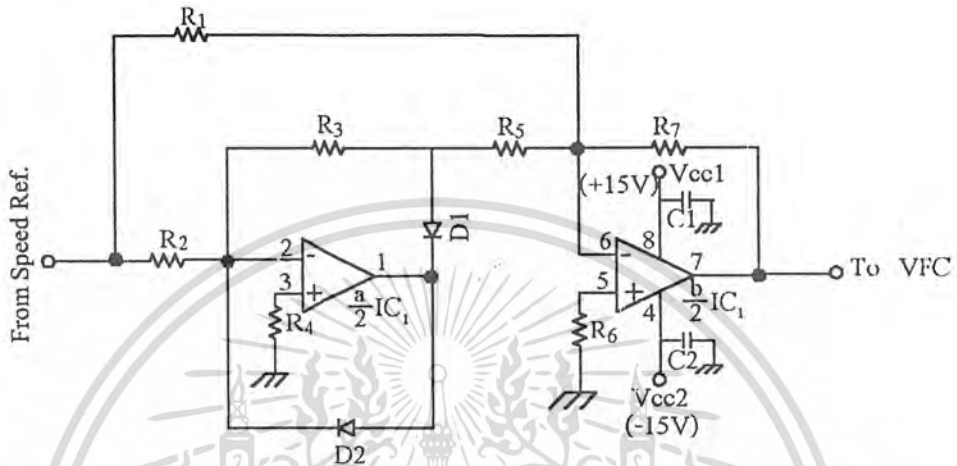 R1
R3
R5
R7
Vcc1
(+15V)
C1
D1
From Speed Ref.
R2
2
-
3
+
1
a/2 IC1
R4
6
-
5
+
8
7
b/2 IC1
4
To VFC
R6
C2
Vcc2
(-15V)
D2